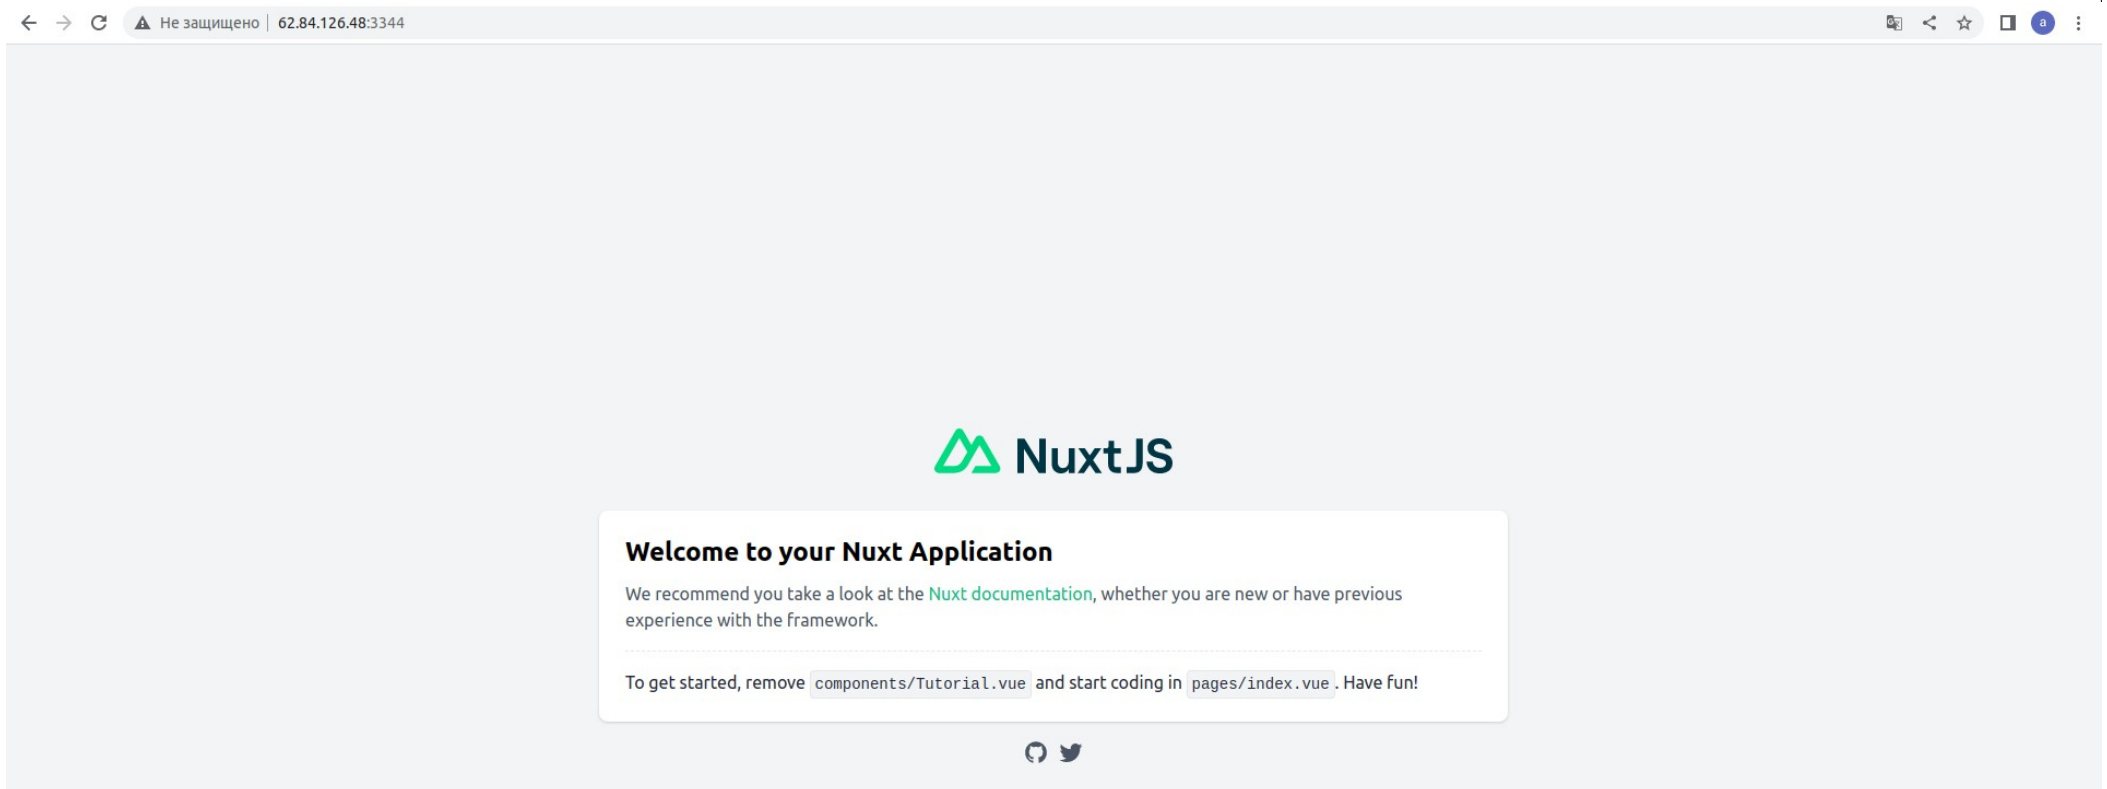 Не защищено 62.84.126.48:3344
a
NuxtJS
Welcome to your Nuxt Application
We recommend you take a look at the Nuxt documentation, whether you are new or have previous
experience with the framework.
To get started, remove components/Tutorial.vue and start coding in pages/index.vue. Have fun!